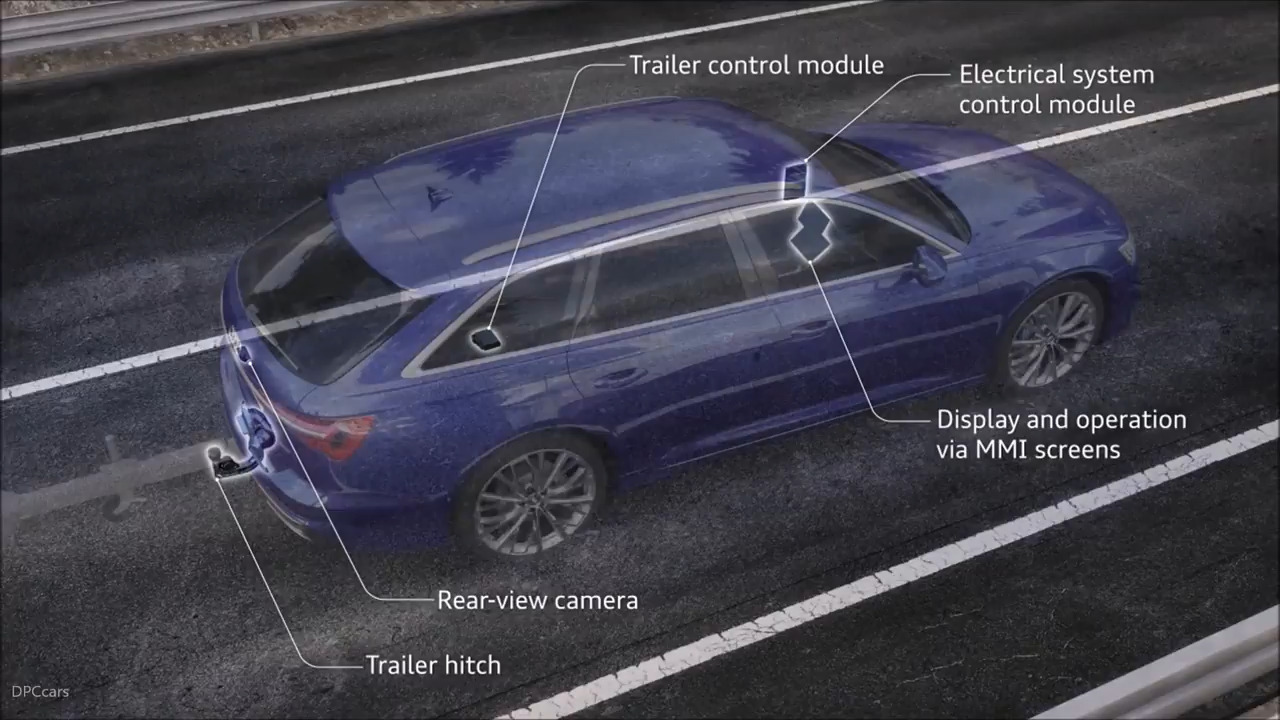 Trailer control module
Electrical system
control module
Display and operation
via MMI screens
Rear-view camera
Trailer hitch
DPCcars